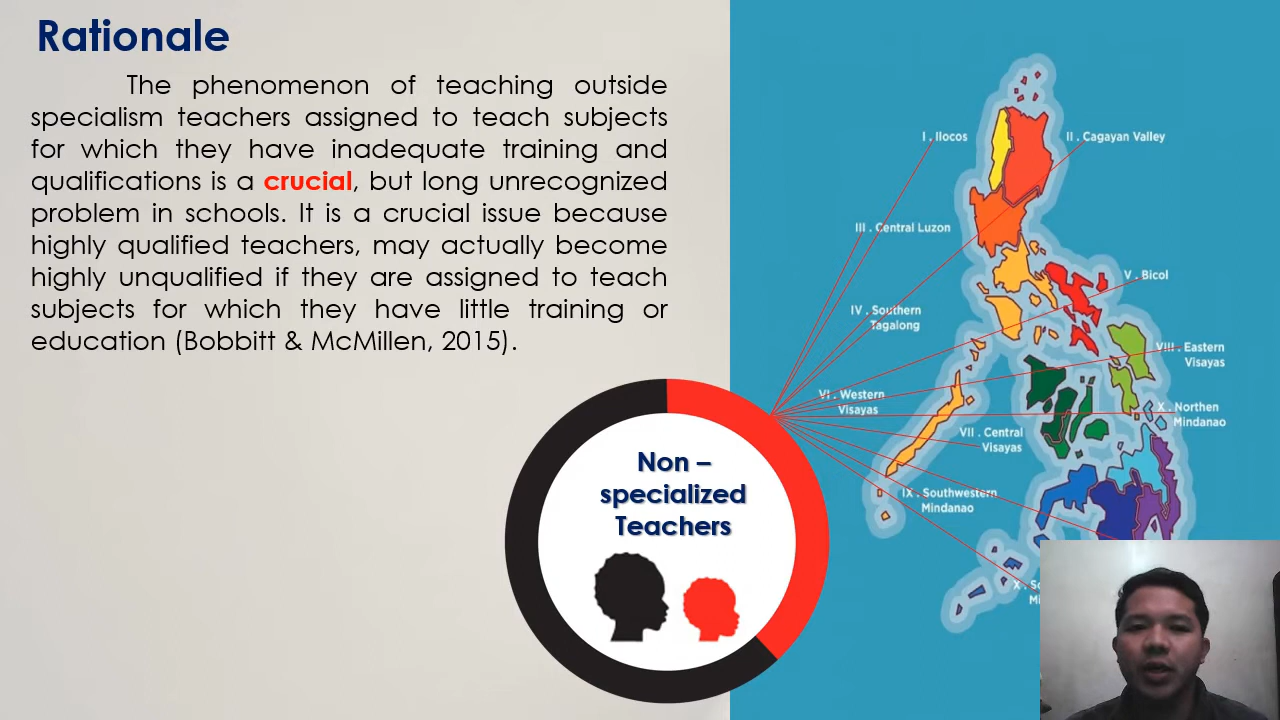 Rationale
The phenomenon of teaching outside
specialism teachers assigned to teach subjects
for which they have inadequate training and
qualifications is a crucial, but long unrecognized
problem in schools. It is a crucial issue because
highly qualified teachers, may actually become
highly unqualified if they are assigned to teach
subjects for which they have little training or
education (Bobbitt & McMillen, 2015).
Non –
specialized
Teachers
I . Ilocos
II . Cagayan Valley
III . Central Luzon
V . Bicol
IV . Southern
Tagalong
VIII . Eastern
Visayas
VI . Western
Visayas
X . Northen
Mindanao
VII . Central
Visayas
IX . Southwestern
Mindanao
X .